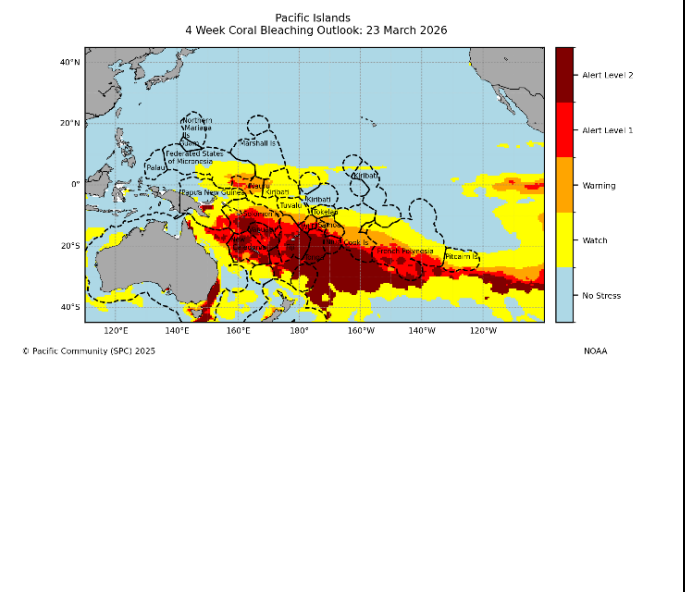 Pacific Islands
4 Week Coral Bleaching Outlook: 23 March 2026
40°N
20°N
0°
20°S
40°S
120°E
140°E
160°E
180°
160°W
140°W
120°W
Northern
Mariana
Is
Guam
Marshall Is
Federated States
of Micronesia
Palau
Nauru
Kiribati
Kiribati
Kiribati
Papua New Guinea
Tuvalu
Tokelau
Cook Is
French Polynesia
Pitcairn Is
Alert Level 2
Alert Level 1
Warning
Watch
No Stress
© Pacific Community (SPC) 2025
NOAA